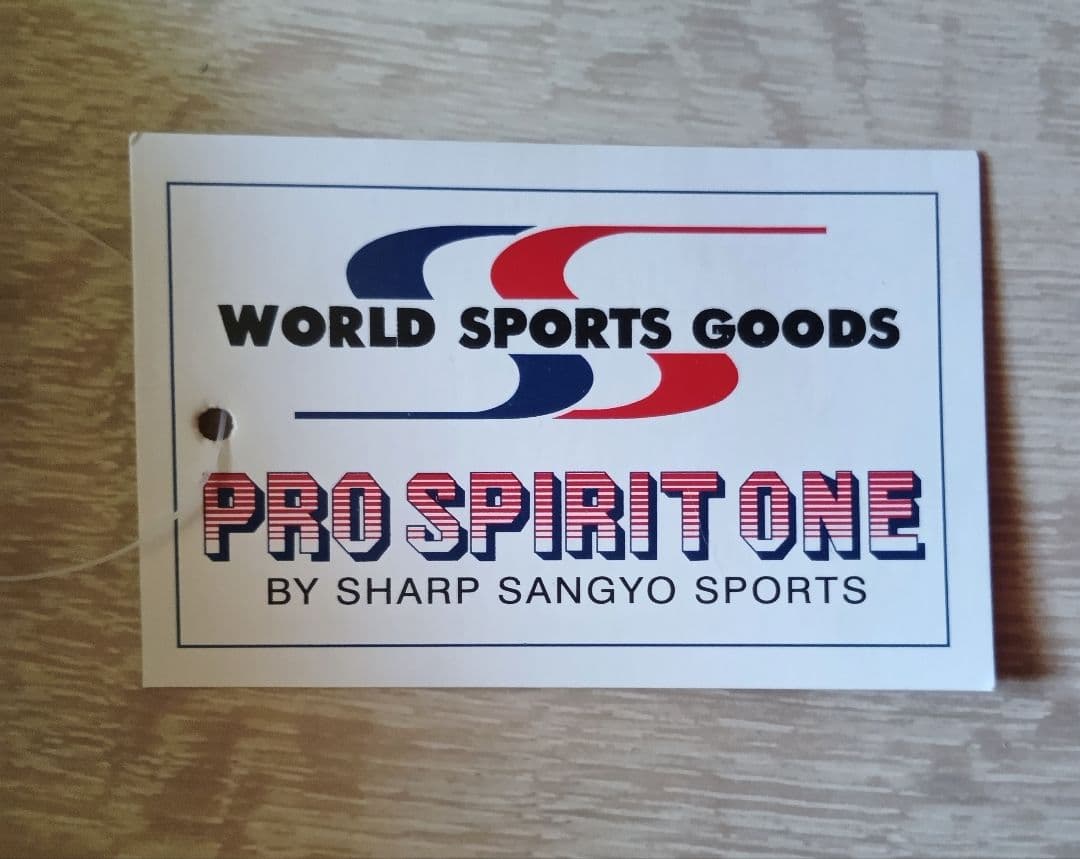 WORLD SPORTS GOODS
PRO SPIRIT ONE
BY SHARP SANGYO SPORTS